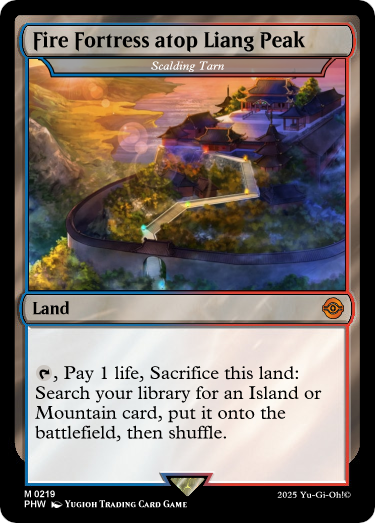 Fire Fortress atop Liang Peak
Scalding Tarn
Land
, Pay 1 life, Sacrifice this land:
Search your library for an Island or
Mountain card, put it onto the
battlefield, then shuffle.
M 0219
PHW Yugioh Trading Card Game
2025 Yu-Gi-Oh!©